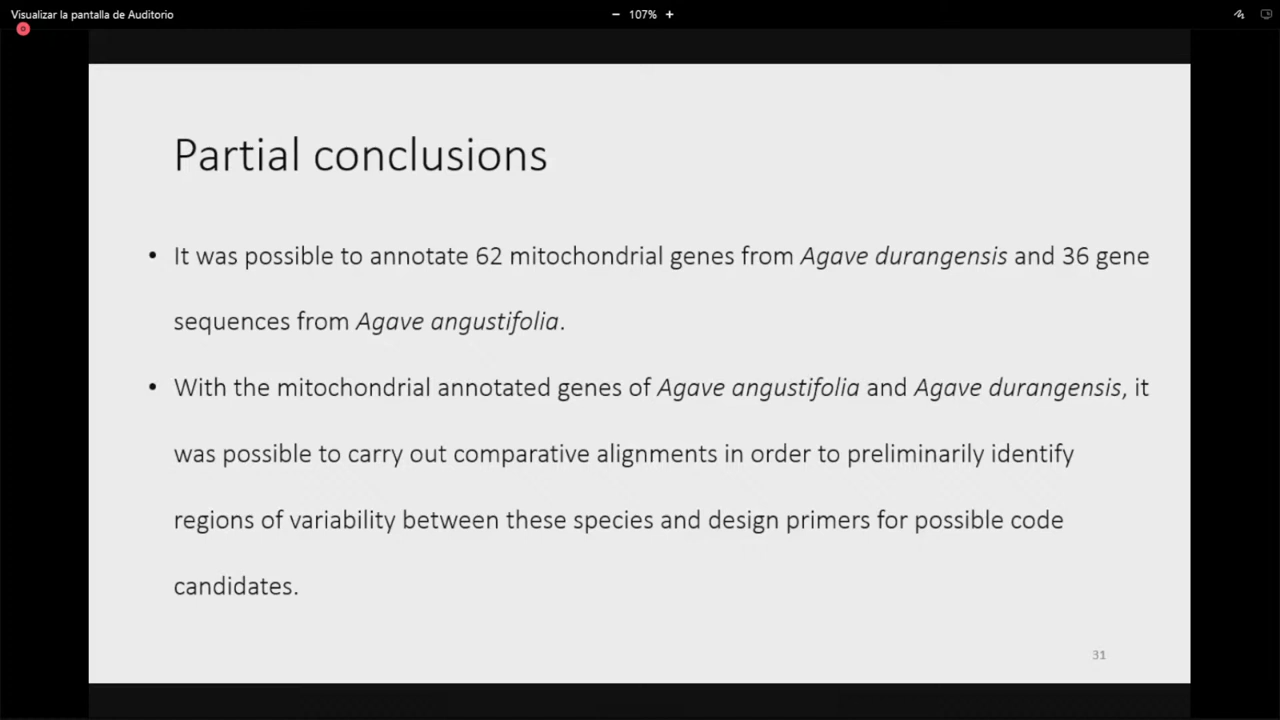 Visualizar la pantalla de Auditorio
− 107% +
Partial conclusions
• It was possible to annotate 62 mitochondrial genes from Agave durangensis and 36 gene
sequences from Agave angustifolia.
• With the mitochondrial annotated genes of Agave angustifolia and Agave durangensis, it
was possible to carry out comparative alignments in order to preliminarily identify
regions of variability between these species and design primers for possible code
candidates.
31